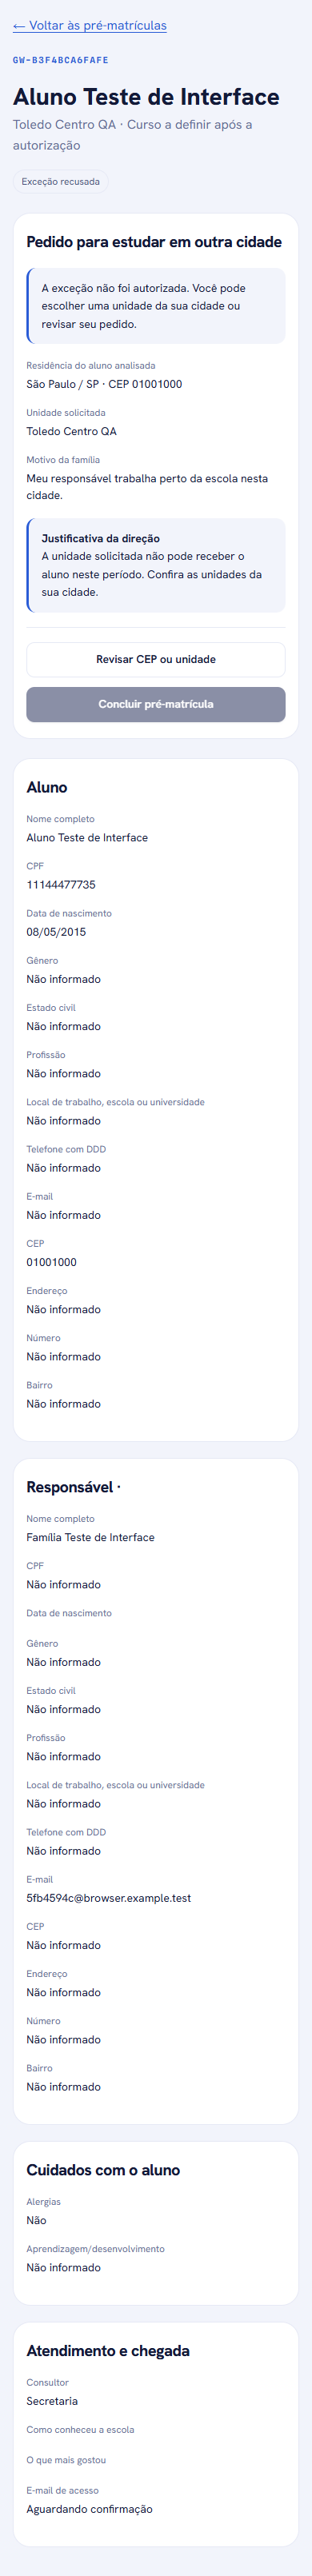 ← Voltar às pré-matrículas
GW-B3F4BCA6FAFE
Aluno Teste de Interface
Toledo Centro QA · Curso a definir após a
autorização
Exceção recusada
Pedido para estudar em outra cidade
A exceção não foi autorizada. Você pode
escolher uma unidade da sua cidade ou
revisar seu pedido.
Residência do aluno analisada
São Paulo / SP · CEP 01001000
Unidade solicitada
Toledo Centro QA
Motivo da família
Meu responsável trabalha perto da escola nesta
cidade.
Justificativa da direção
A unidade solicitada não pode receber o
aluno neste período. Confira as unidades da
sua cidade.
Revisar CEP ou unidade
Concluir pré-matrícula
Aluno
Nome completo
Aluno Teste de Interface
CPF
11144477735
Data de nascimento
08/05/2015
Gênero
Não informado
Estado civil
Não informado
Profissão
Não informado
Local de trabalho, escola ou universidade
Não informado
Telefone com DDD
Não informado
E-mail
Não informado
CEP
01001000
Endereço
Não informado
Número
Não informado
Bairro
Não informado
Responsável ·
Nome completo
Família Teste de Interface
CPF
Não informado
Data de nascimento
Gênero
Não informado
Estado civil
Não informado
Profissão
Não informado
Local de trabalho, escola ou universidade
Não informado
Telefone com DDD
Não informado
E-mail
5fb4594c@browser.example.test
CEP
Não informado
Endereço
Não informado
Número
Não informado
Bairro
Não informado
Cuidados com o aluno
Alergias
Não
Aprendizagem/desenvolvimento
Não informado
Atendimento e chegada
Consultor
Secretaria
Como conheceu a escola
O que mais gostou
E-mail de acesso
Aguardando confirmação